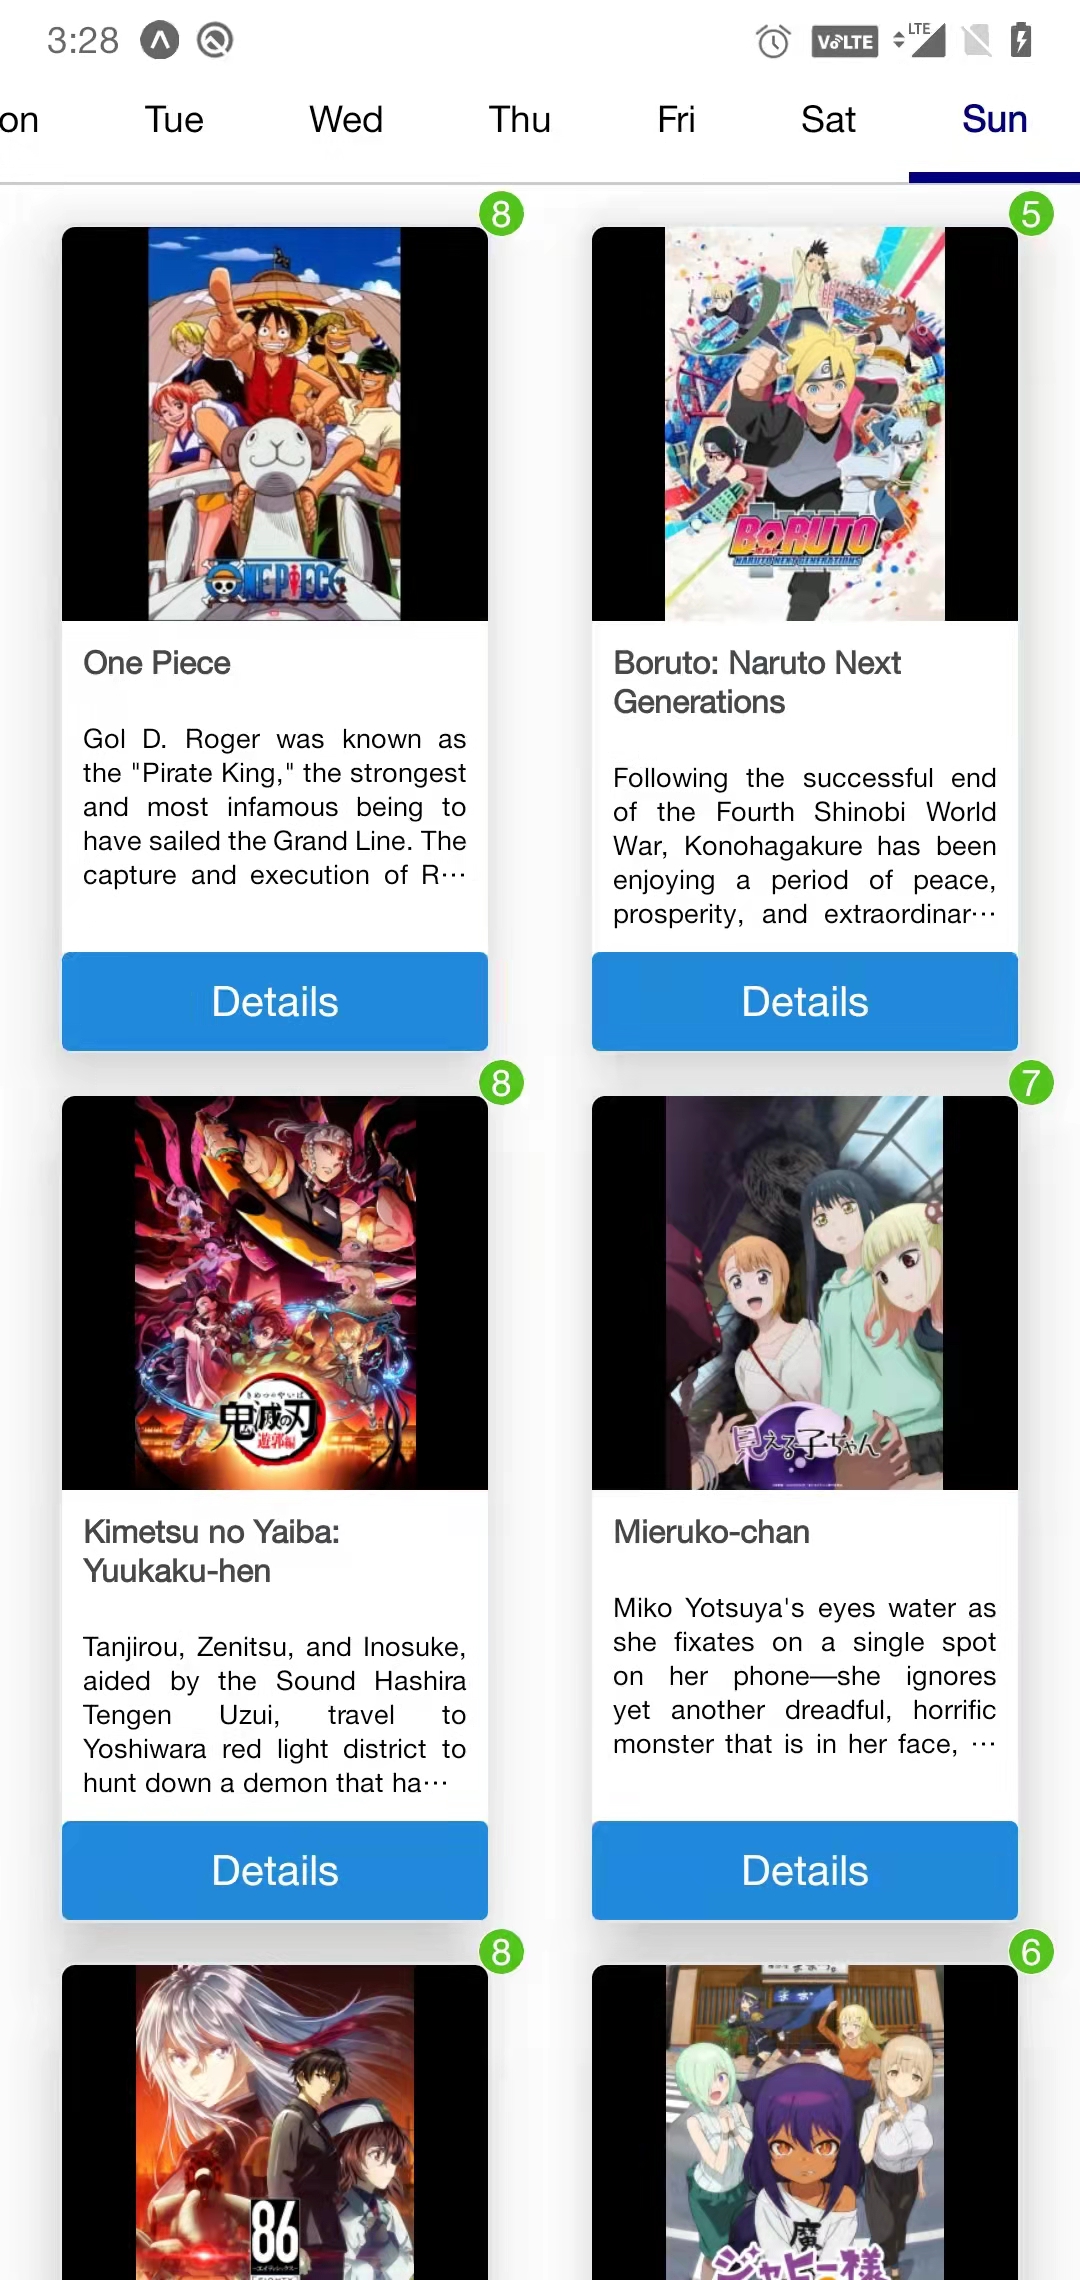 3:28
VoLTE
LTE
on Tue Wed Thu Fri Sat Sun
8
5
ONE PIECE
BORUTO
NARUTO NEXT GENERATIONS
One Piece
Gol D. Roger was known as
the "Pirate King," the strongest
and most infamous being to
have sailed the Grand Line. The
capture and execution of R···
Details
Boruto: Naruto Next
Generations
Following the successful end
of the Fourth Shinobi World
War, Konohagakure has been
enjoying a period of peace,
prosperity, and extraordinar···
Details
8
7
きめつのやいば
鬼滅の刃
遊郭編
見える子ちゃん
Kimetsu no Yaiba:
Yuukaku-hen
Tanjirou, Zenitsu, and Inosuke,
aided by the Sound Hashira
Tengen Uzui, travel to
Yoshiwara red light district to
hunt down a demon that ha···
Details
Mieruko-chan
Miko Yotsuya's eyes water as
she fixates on a single spot
on her phone—she ignores
yet another dreadful, horrific
monster that is in her face, ···
Details
8
6
86
魔
ジャヒー様